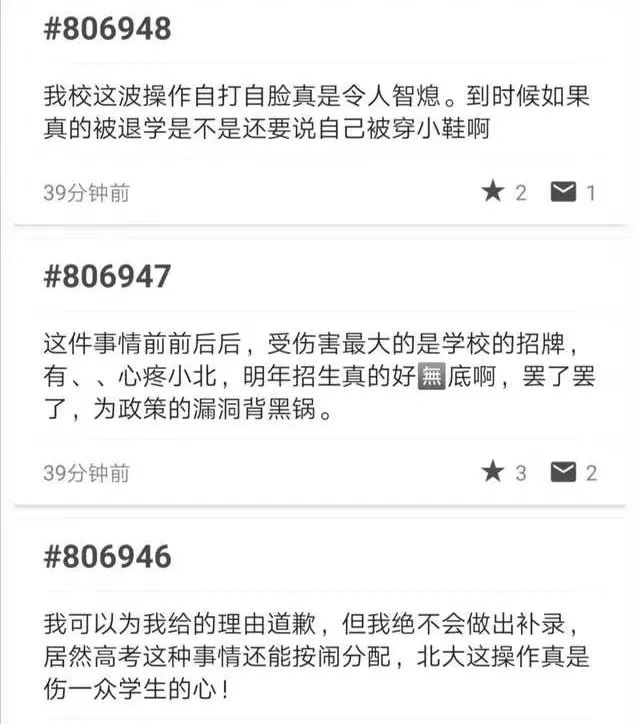 #806948
我校这波操作自打自脸真是令人智熄。到时候如果
真的被退学是不是还要说自己被穿小鞋啊
39分钟前 2 1
#806947
这件事情前前后后，受伤害最大的是学校的招牌，
有、、心疼小北，明年招生真的好🈚底啊，罢了罢
了，为政策的漏洞背黑锅。
39分钟前 3 2
#806946
我可以为我给的理由道歉，但我绝不会做出补录，
居然高考这种事情还能按闹分配，北大这操作真是
伤一众学生的心！